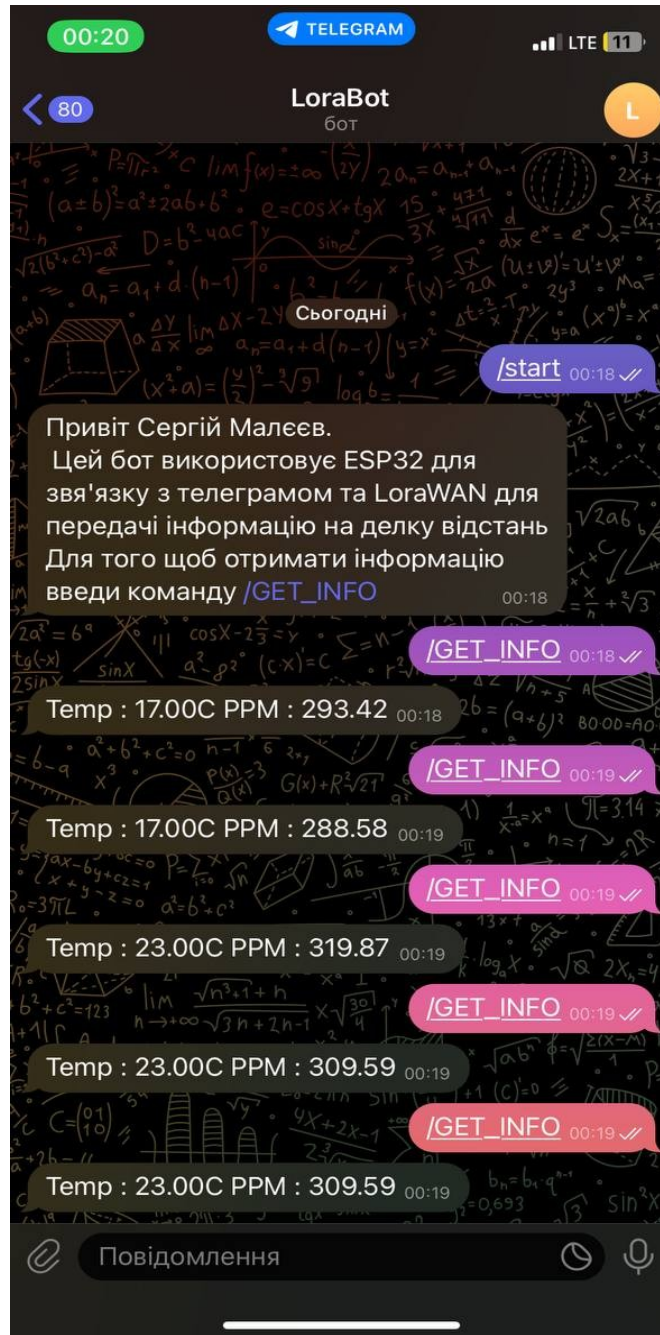 00:20
TELEGRAM
LTE 11
80
LoraBot
бот
L
Сьогодні
/start 00:18
Привіт Сергій Малєєв.
Цей бот використовує ESP32 для
звя'язку з телеграмом та LoraWAN для
передачі інформацію на делку відстань
Для того щоб отримати інформацію
введи команду /GET_INFO 00:18
/GET_INFO 00:18
Temp : 17.00C PPM : 293.42 00:18
/GET_INFO 00:19
Temp : 17.00C PPM : 288.58 00:19
/GET_INFO 00:19
Temp : 23.00C PPM : 319.87 00:19
/GET_INFO 00:19
Temp : 23.00C PPM : 309.59 00:19
/GET_INFO 00:19
Temp : 23.00C PPM : 309.59 00:19
Повідомлення